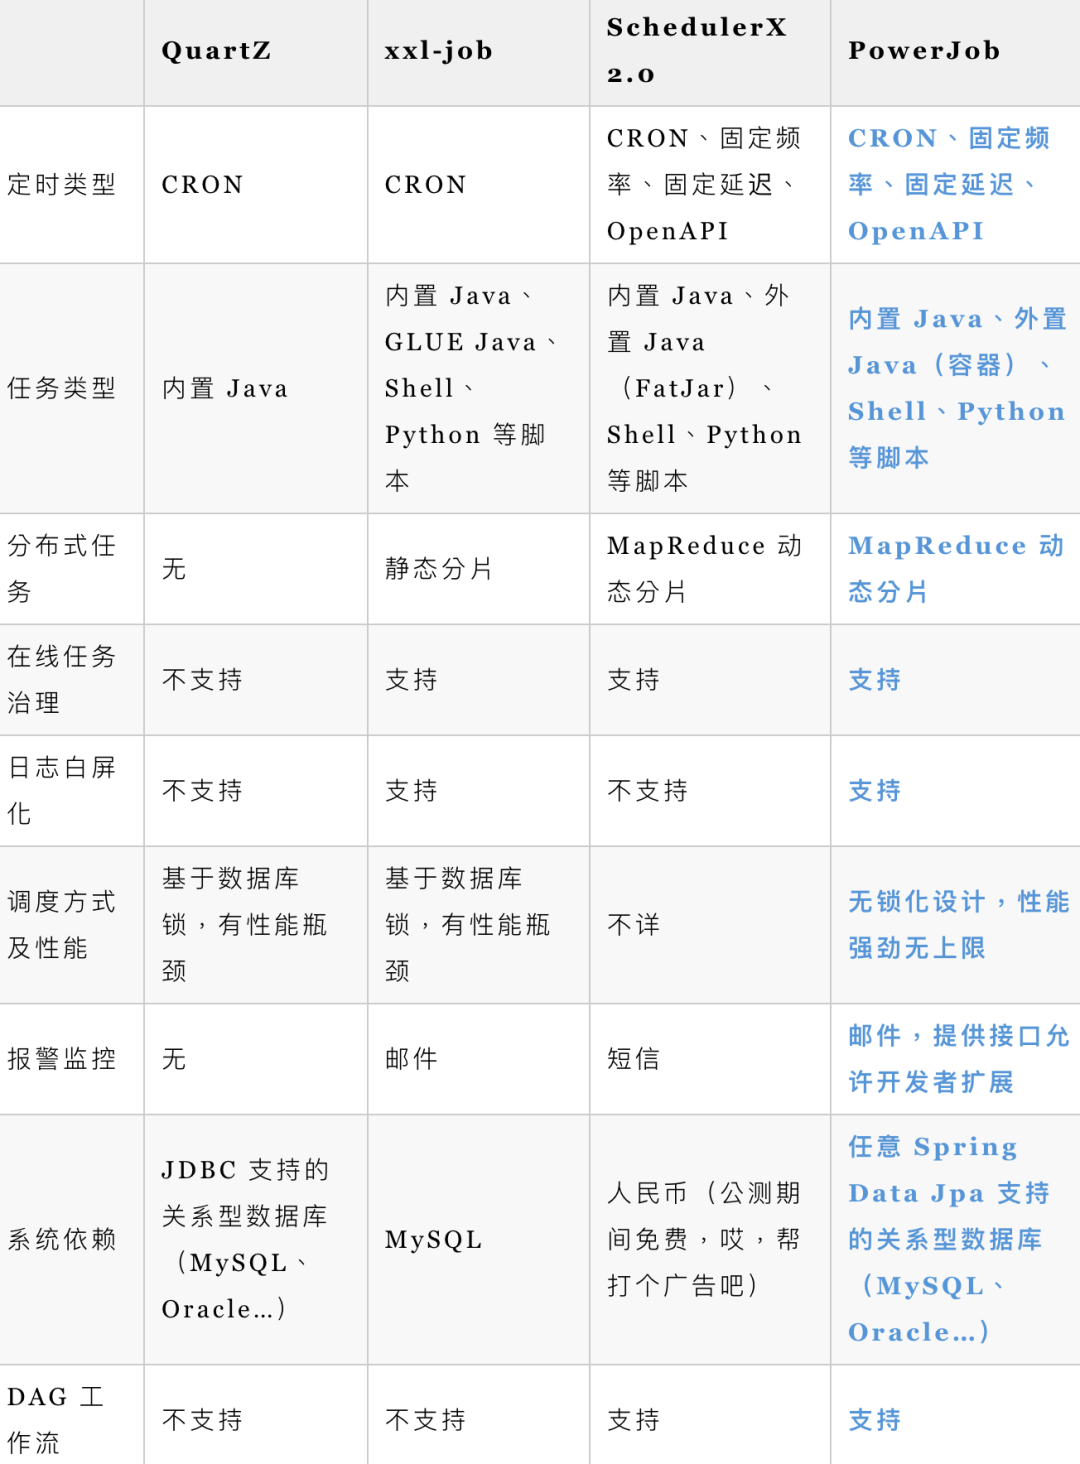 QuartZ
xxl-job
SchedulerX
2.0
PowerJob
定时类型
CRON
CRON
CRON、固定频
率、固定延迟、
OpenAPI
CRON、固定频
率、固定延迟、
OpenAPI
任务类型
内置 Java
内置 Java、
GLUE Java、
Shell、
Python 等脚
本
内置 Java、外
置 Java
（FatJar）、
Shell、Python
等脚本
内置 Java、外置
Java（容器）、
Shell、Python
等脚本
分布式任
务
无
静态分片
MapReduce 动
态分片
MapReduce 动
态分片
在线任务
治理
不支持
支持
支持
支持
日志白屏
化
不支持
支持
不支持
支持
调度方式
及性能
基于数据库
锁，有性能瓶
颈
基于数据库
锁，有性能瓶
颈
不详
无锁化设计，性能
强劲无上限
报警监控
无
邮件
短信
邮件，提供接口允
许开发者扩展
系统依赖
JDBC 支持的
关系型数据库
（MySQL、
Oracle...）
MySQL
人民币（公测期
间免费，哎，帮
打个广告吧）
任意 Spring
Data Jpa 支持
的关系型数据库
（MySQL、
Oracle...）
DAG 工
作流
不支持
不支持
支持
支持